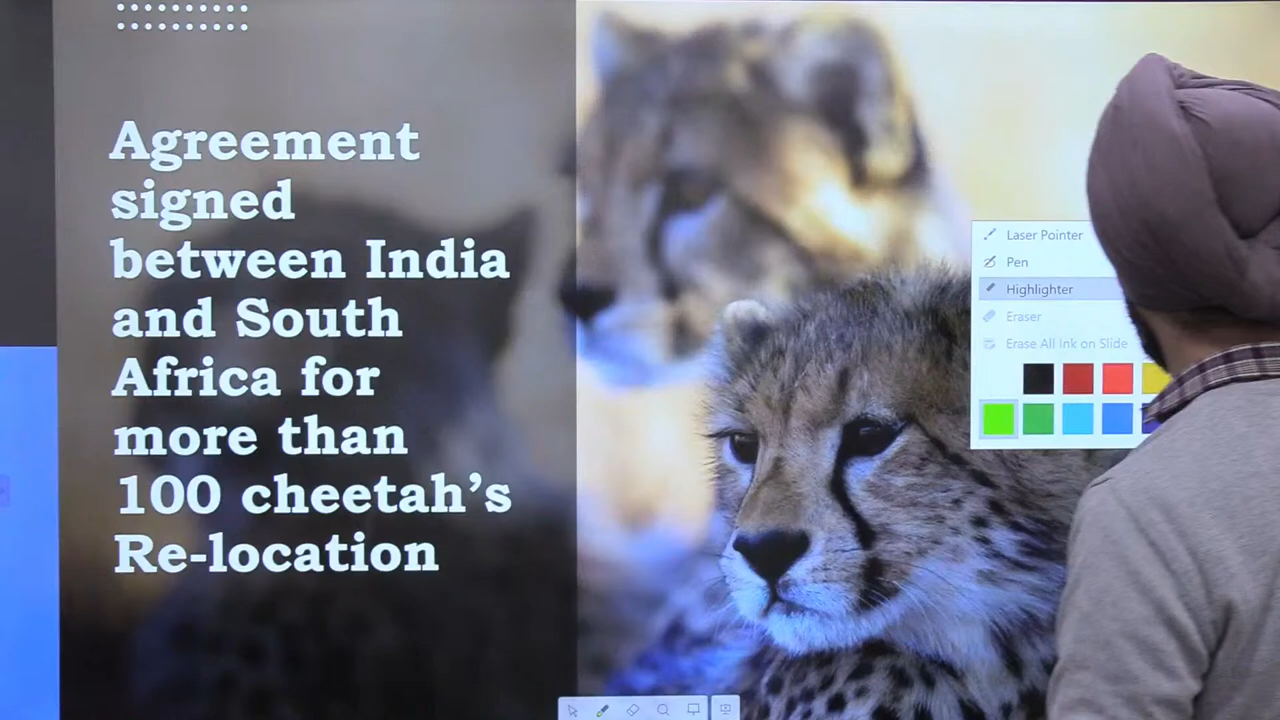 Agreement
signed
between India
and South
Africa for
more than
100 cheetah's
Re-location
Laser Pointer
Pen
Highlighter
Eraser
Erase All Ink on Slide